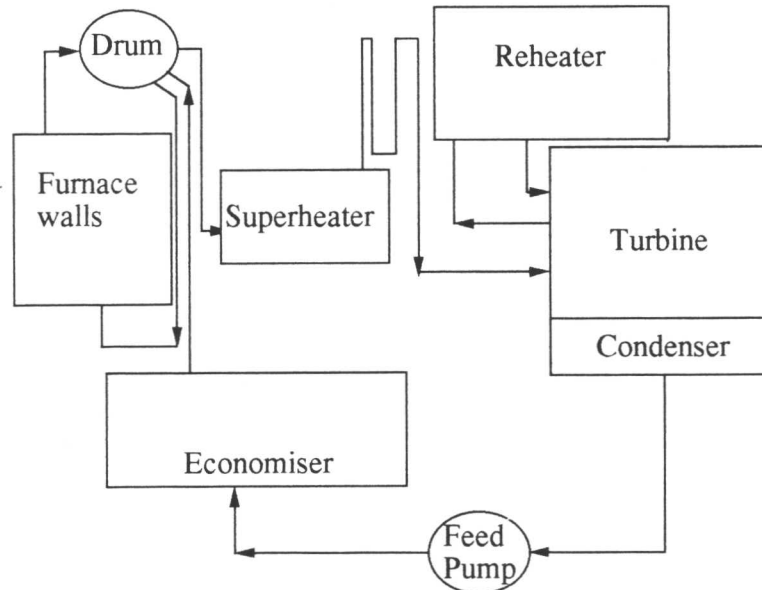 Drum
Reheater
Furnace
walls
Superheater
Turbine
Condenser
Economiser
Feed
Pump